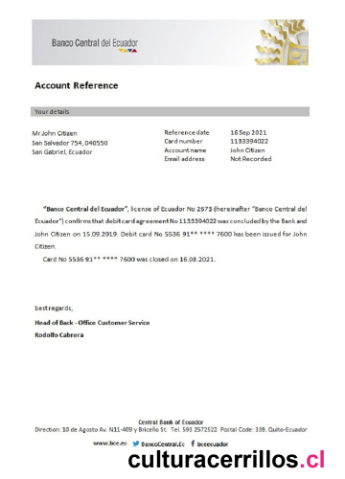 Banco Central del Ecuador
Account Reference
Your details
Mr John Citizen
San Salvador 754, 040550
San Gabriel, Ecuador
Reference date 16 Sep 2021
Card number 1133394022
Account name John Citizen
Email address Not Recorded
"Banco Central del Ecuador", license of Ecuador No 2673 (hereinafter "Banco Central del
Ecuador") confirms that debit card agreement No 1133394022 was concluded by the Bank and
John Citizen on 15.09.2019. Debit card No 5536 91** **** 7600 has been issued for John
Citizen.
Card No 5536 91** **** 7600 was closed on 16.08.2021.
best regards,
Head of Back - Office Customer Service
Rodolfo Cabrera
Central Bank of Ecuador
Direction: 10 de Agosto Av. N11-409 y Briceño St. Tel. 593 2572522 Postal Code: 339. Quito-Ecuador
www.bce.ec BancoCentral_Ec bceecuador
culturacerrillos.cl